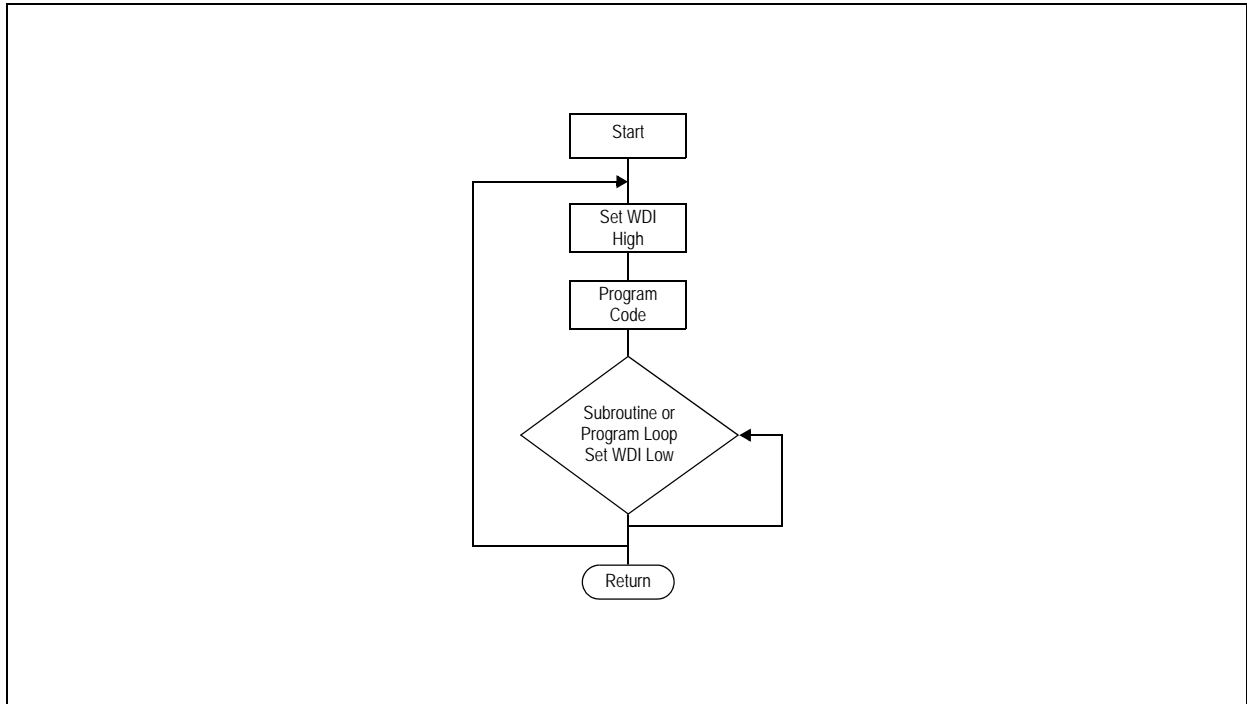 Start
Set WDI
High
Program
Code
Subroutine or
Program Loop
Set WDI Low
Return